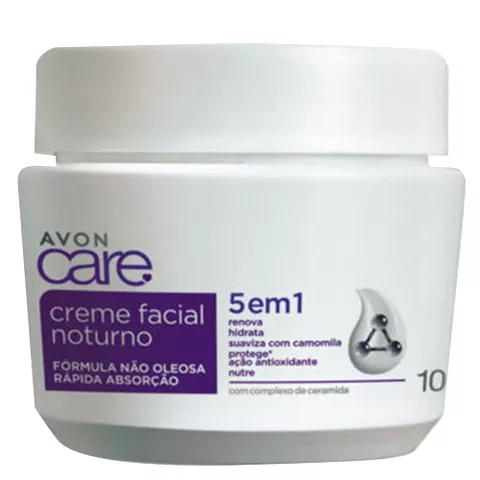 AVON
care
creme facial
noturno
FÓRMULA NÃO OLEOSA
RÁPIDA ABSORÇÃO
5em1
renova
hidrata
suaviza com camomila
protege*
ação antioxidante
nutre
com complexo de ceramida
10